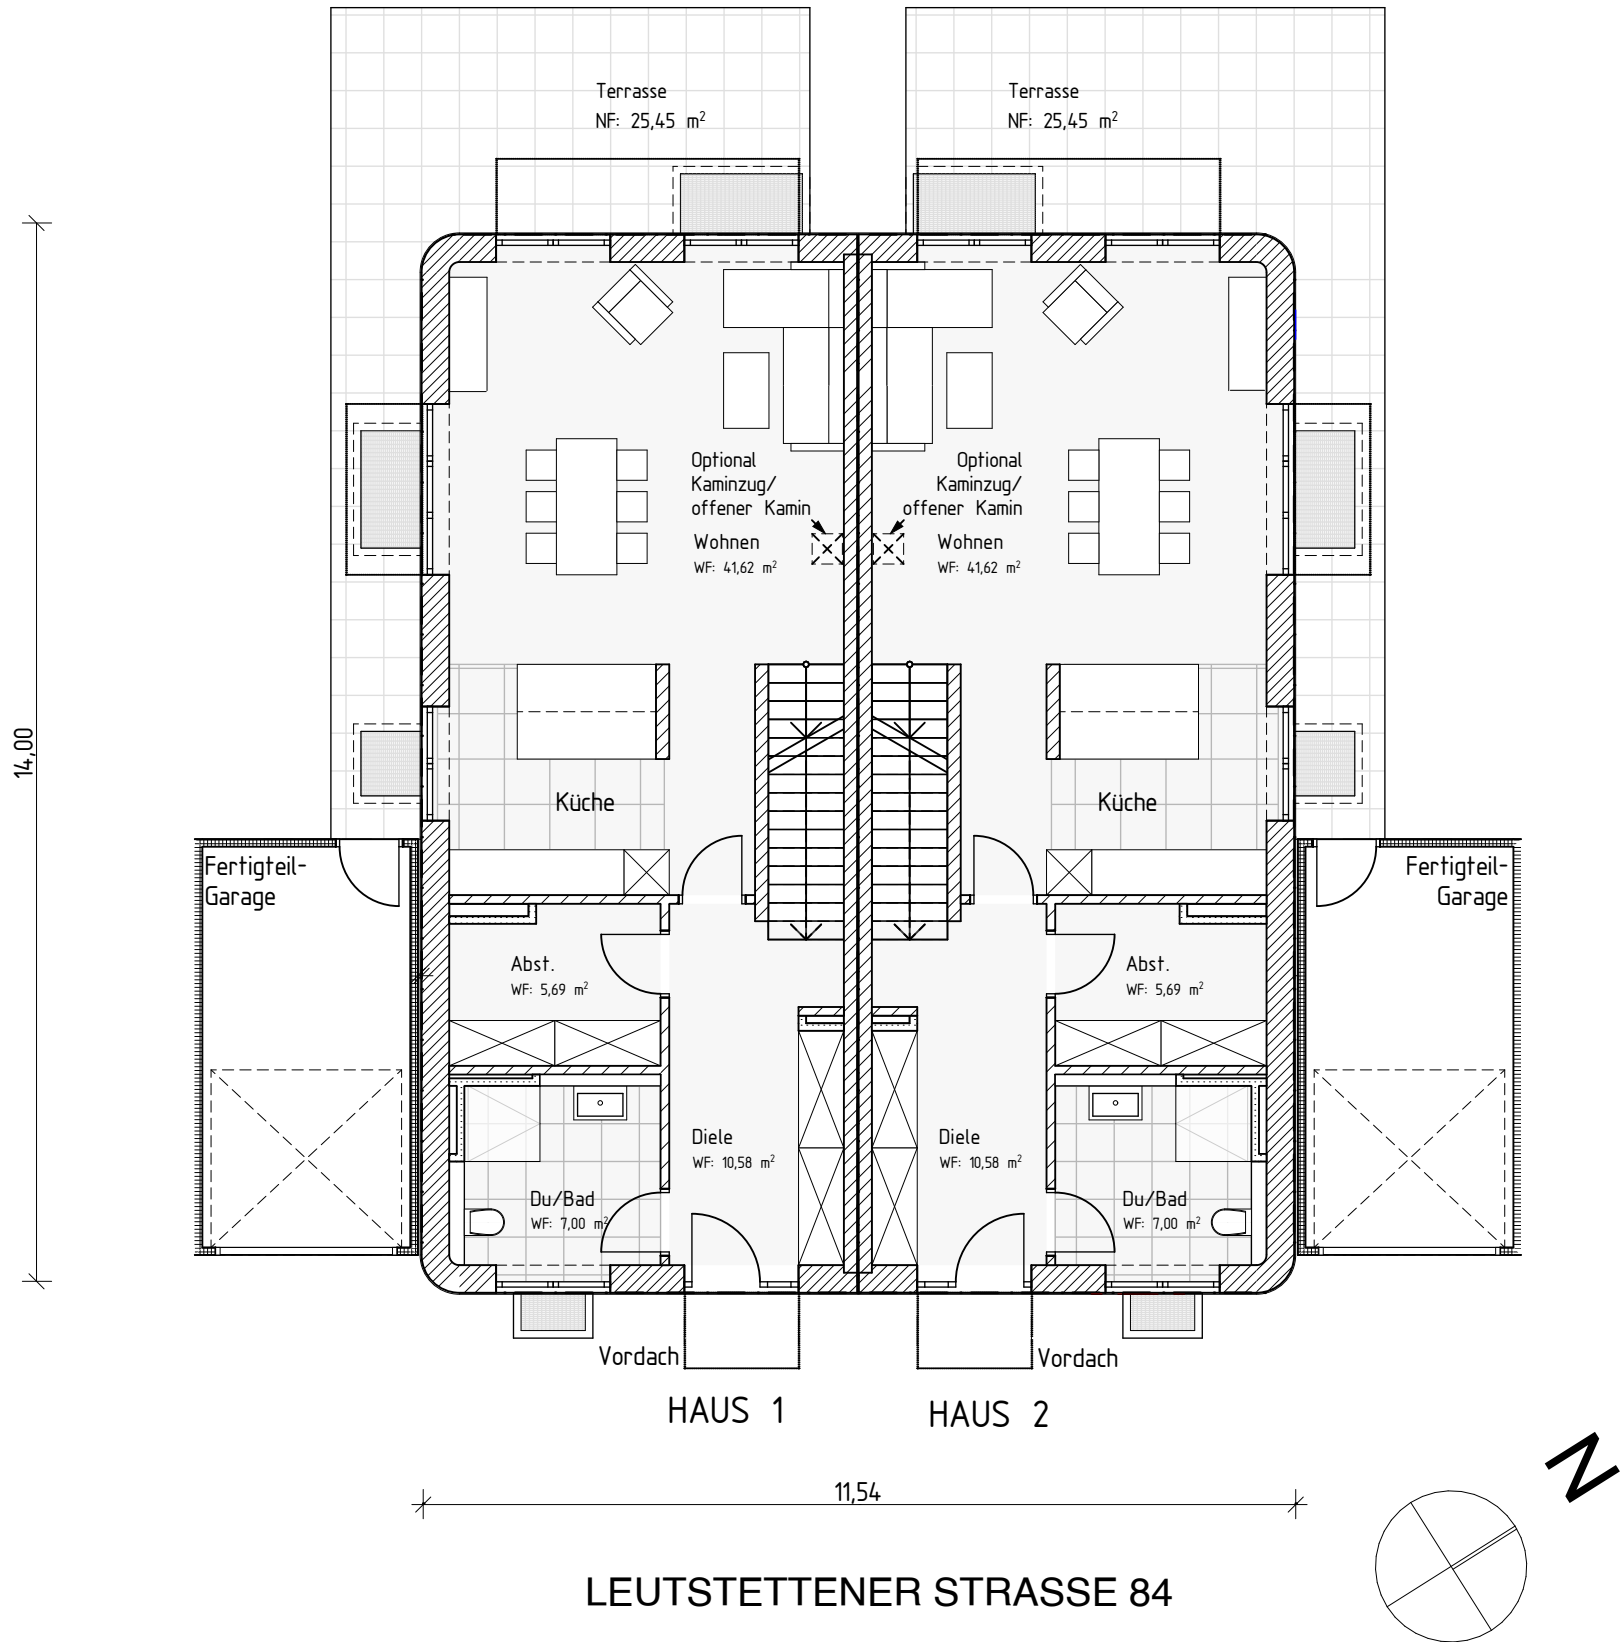 Terrasse
NF: 25,45 m²
Terrasse
NF: 25,45 m²
Optional
Kaminzug/
offener Kamin
Optional
Kaminzug/
offener Kamin
Wohnen
WF: 41,62 m²
Wohnen
WF: 41,62 m²
14,00
Küche
Küche
Fertigteil-
Garage
Fertigteil-
Garage
Abst.
WF: 5,69 m²
Abst.
WF: 5,69 m²
Diele
WF: 10,58 m²
Diele
WF: 10,58 m²
Du/Bad
WF: 7,00 m²
Du/Bad
WF: 7,00 m²
Vordach
Vordach
HAUS 1
HAUS 2
N
11,54
LEUTSTETTENER STRASSE 84